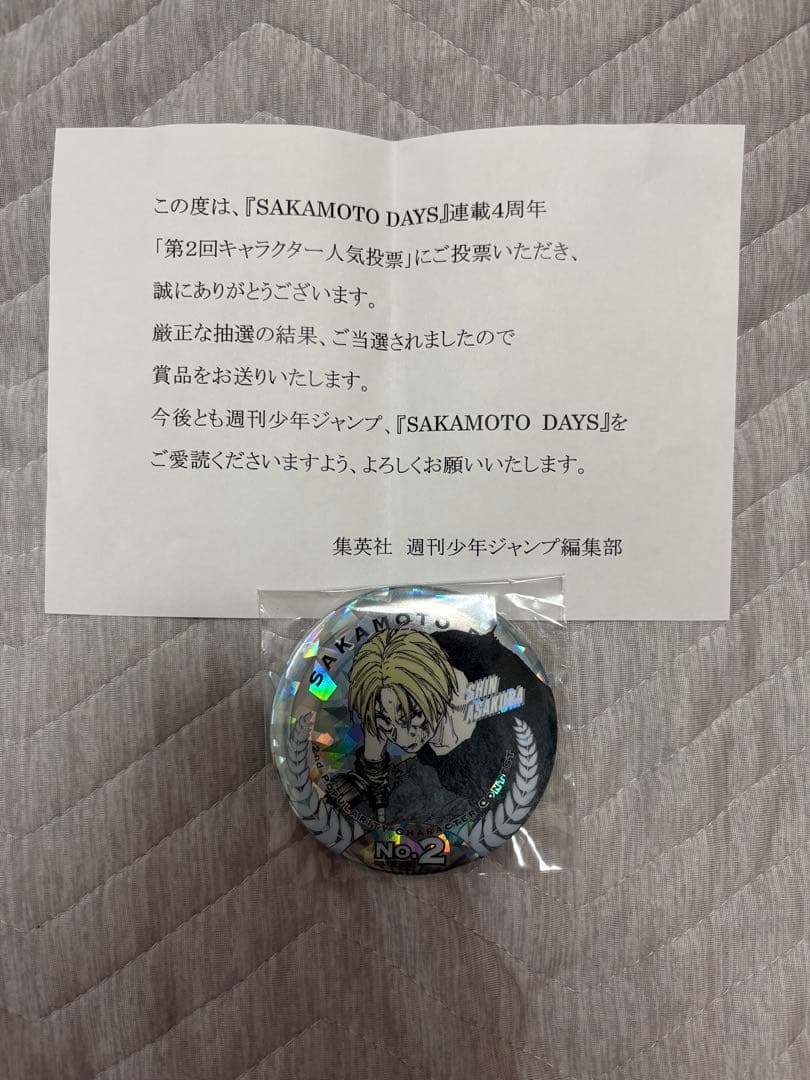 この度は、『SAKAMOTO DAYS』連載4周年
「第2回キャラクター人気投票」にご投票いただき、
誠にありがとうございます。
厳正な抽選の結果、ご当選されましたので
賞品をお送りいたします。
今後とも週刊少年ジャンプ、『SAKAMOTO DAYS』を
ご愛読くださいますよう、よろしくお願いいたします。
集英社 週刊少年ジャンプ編集部
SAKAMOTO
SHIN
ASAKURA
2nd POPULARITY CHARACTER
No.2